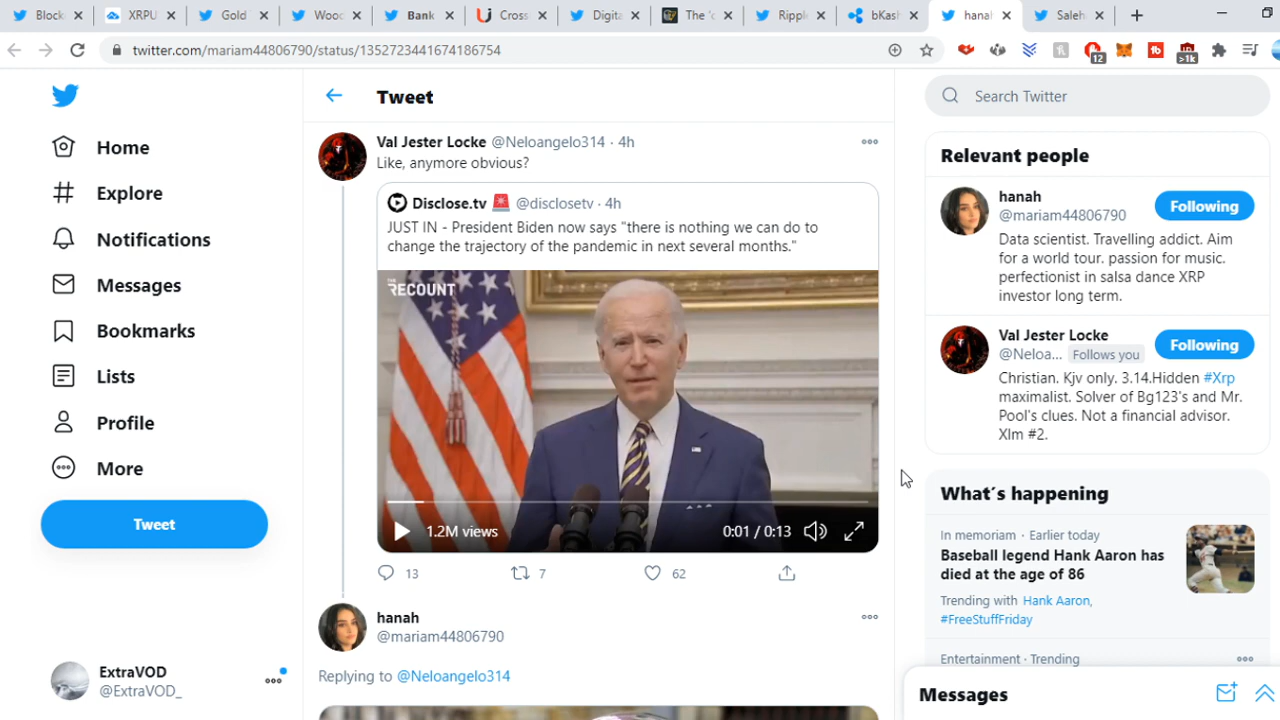 Block
XRPU
Gold
Wood
Bank
Cross
Digita
The '
Rippl
bKash
hanah
Saleh
twitter.com/mariam44806790/status/1352723441674186754
12
>1k
Home
Explore
Notifications
Messages
Bookmarks
Lists
Profile
More
Tweet
ExtraVOD
@ExtraVOD_
Tweet
Val Jester Locke @Neloangelo314 · 4h
Like, anymore obvious?
Disclose.tv 🚨 @disclosetv · 4h
JUST IN - President Biden now says "there is nothing we can do to
change the trajectory of the pandemic in next several months."
THE
RECOUNT
1.2M views
0:01 / 0:13
13
7
62
hanah
@mariam44806790
Replying to @Neloangelo314
Search Twitter
Relevant people
hanah
@mariam44806790
Following
Data scientist. Travelling addict. Aim
for a world tour. passion for music.
perfectionist in salsa dance XRP
investor long term.
Val Jester Locke
@Neloa... Follows you
Following
Christian. Kjv only. 3.14.Hidden #Xrp
maximalist. Solver of Bg123's and Mr.
Pool's clues. Not a financial advisor.
Xlm #2.
What's happening
In memoriam · Earlier today
Baseball legend Hank Aaron has
died at the age of 86
Trending with Hank Aaron,
#FreeStuffFriday
Entertainment · Trending
Messages